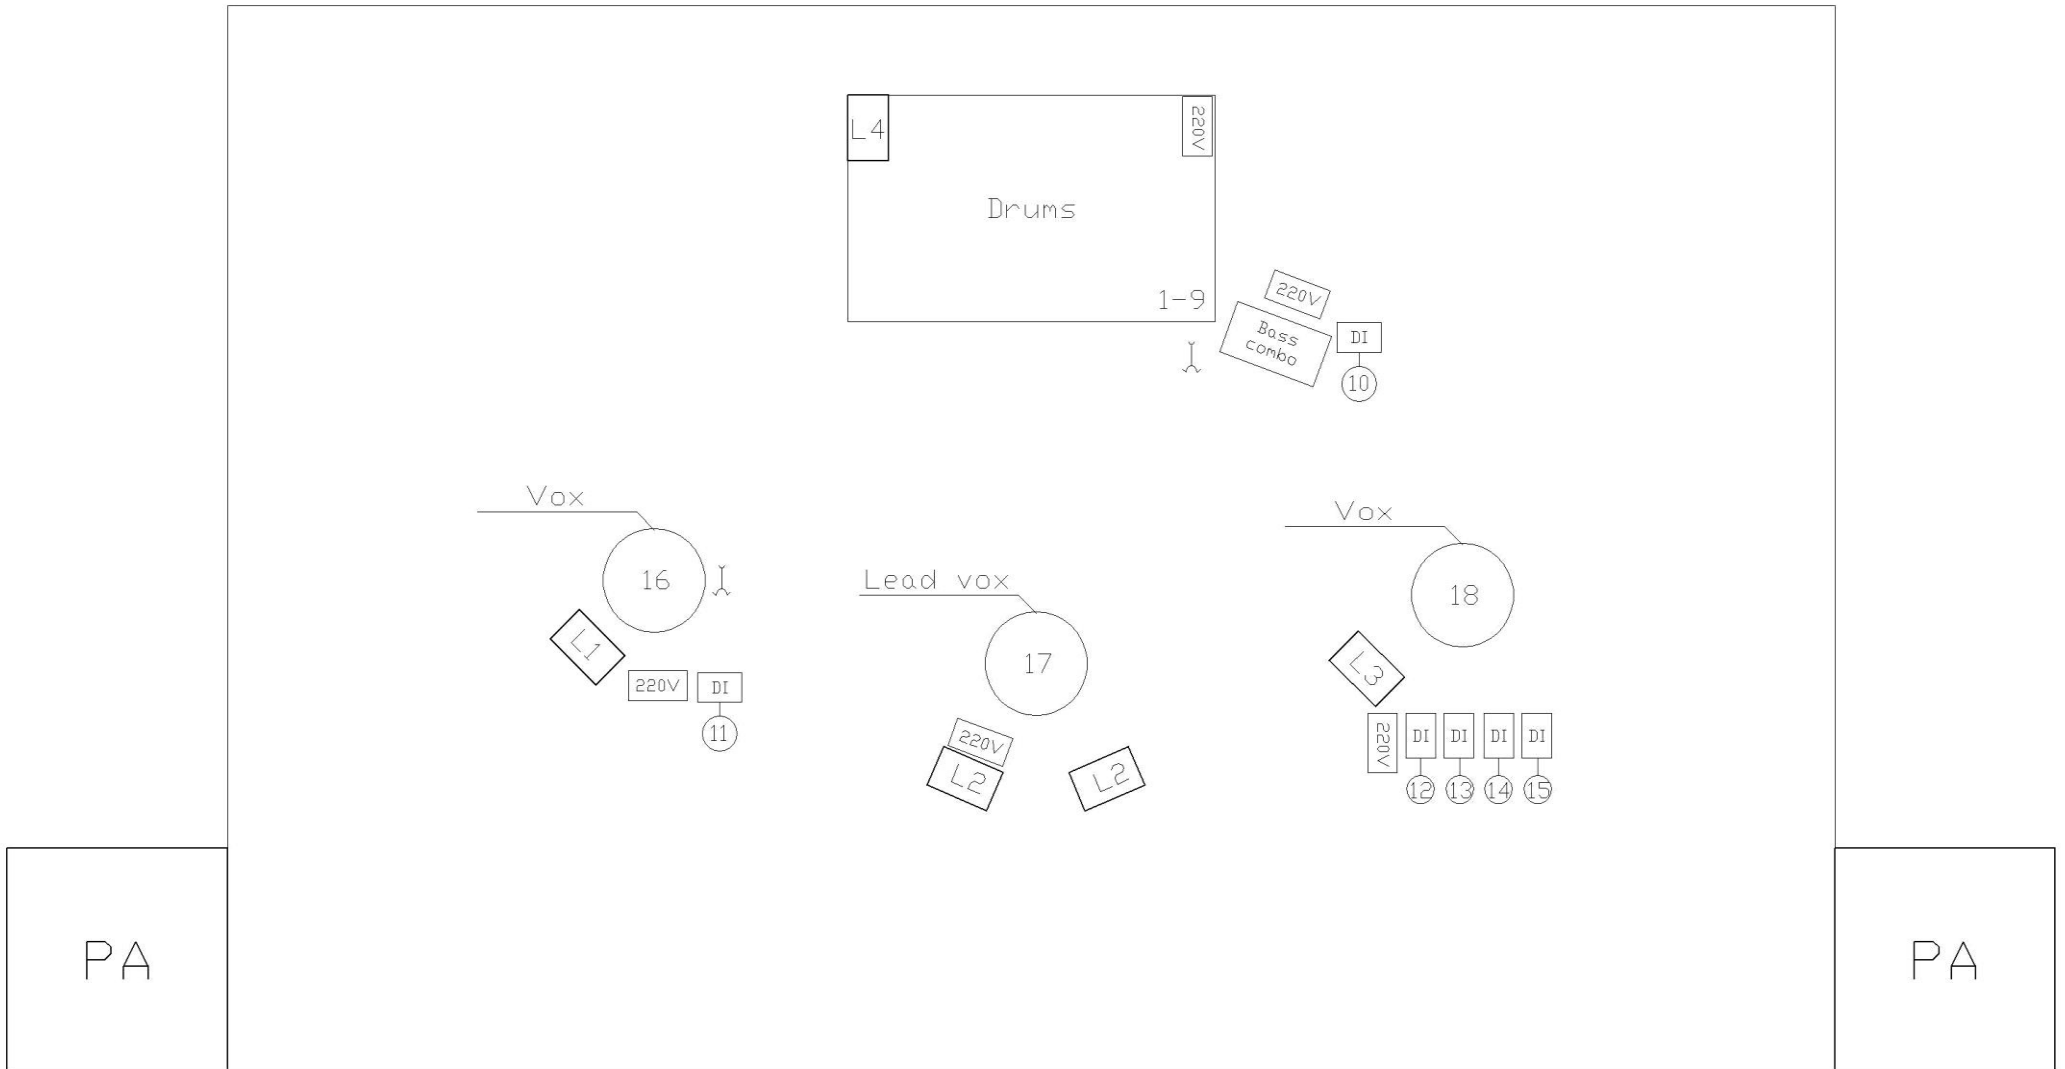 L4
220V
Drums
1-9
220V
Bass
combo
DI
10
Vox
16
L1
220V
DI
11
Lead vox
17
220V
L2
L2
Vox
18
L3
220V
DI
DI
DI
DI
12
13
14
15
PA
PA